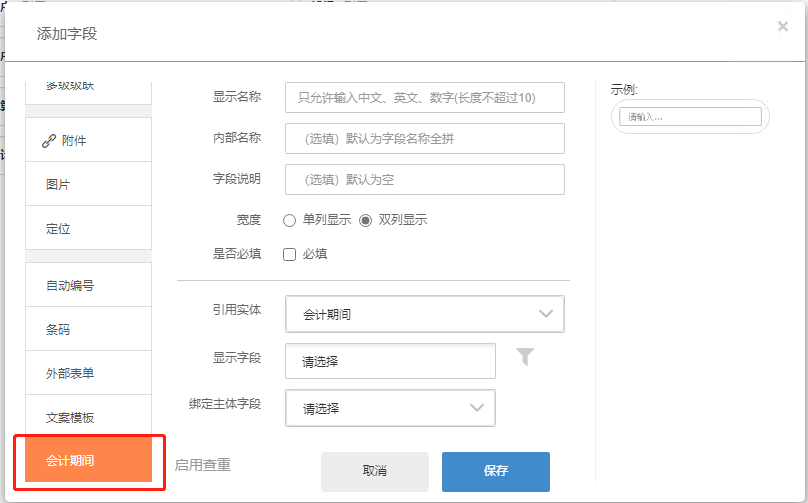 添加字段
×
多级级联
附件
图片
定位
自动编号
条码
外部表单
文案模板
会计期间
显示名称
只允许输入中文、英文、数字(长度不超过10)
内部名称
（选填）默认为字段名称全拼
字段说明
（选填）默认为空
宽度 单列显示 双列显示
是否必填 必填
引用实体 会计期间
显示字段 请选择
绑定主体字段 请选择
启用查重
取消 保存
示例:
请输入...